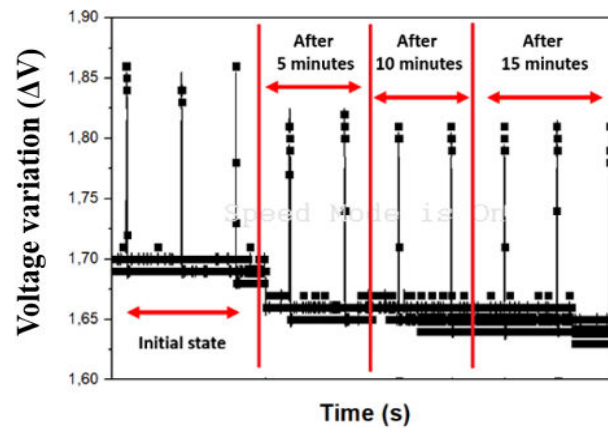 1,90
1,85
1,80
1,75
1,70
1,65
1,60
Voltage variation (ΔV)
After
5 minutes
After
10 minutes
After
15 minutes
Speed Mode is On
Initial state
Time (s)